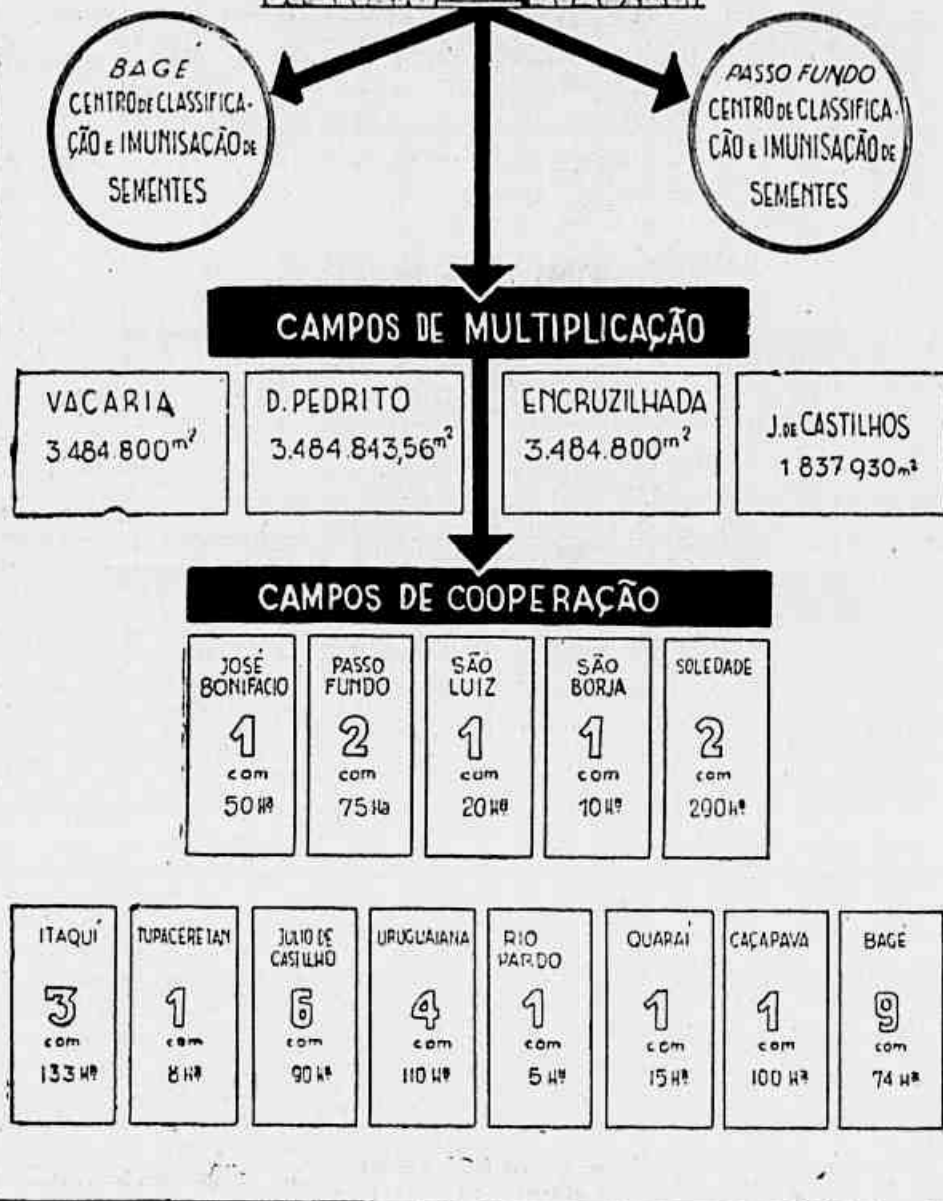 BAGE
CENTRO DE CLASSIFICA-
ÇÃO E IMUNISAÇÃO DE
SEMENTES
PASSO FUNDO
CENTRO DE CLASSIFICA-
ÇÃO E IMUNISAÇÃO DE
SEMENTES
CAMPOS DE MULTIPLICAÇÃO
VACARIA
3.484.800m²
D. PEDRITO
3.484.843,56m²
ENCRUZILHADA
3.484.800m²
J. DE CASTILHOS
1 837 930m²
CAMPOS DE COOPERAÇÃO
JOSÉ
BONIFACIO
1
com
50 Hª
PASSO
FUNDO
2
com
75 Ha
SÃO
LUIZ
1
com
20 Hª
SÃO
BORJA
1
com
10 Hª
SOLEDADE
2
com
290 Hª
ITAQUÍ
3
com
133 Hª
TUPACERETAN
1
com
8 Hª
JULIO DE
CASTILHO
6
com
90 Hª
URUGUAIANA
4
com
110 Hª
RIO
PARDO
1
com
5 Hª
QUARAÍ
1
com
15 Hª
CAÇAPAVA
1
com
100 Hª
BAGÉ
9
com
74 Hª